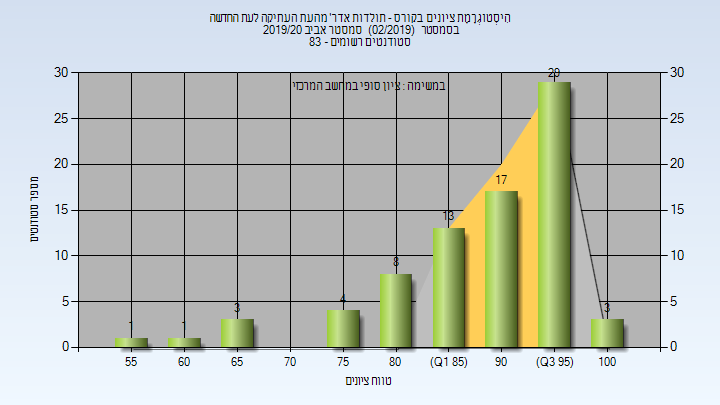 היסטוגרמת ציונים בקורס - תולדות אדר' מהעת העתיקה לעת החדשה
בסמסטר (02/2019) סמסטר אביב 2019/20
סטודנטים רשומים - 83
במשימה : ציון סופי במחשב המרכזי
30 30
25 25
20 20
15 15
10 10
5 5
0 0
1 1 3 4 8 13 17 29 3
55 60 65 70 75 80 (Q1 85) 90 (Q3 95) 100
מספר סטודנטים
טווח ציונים